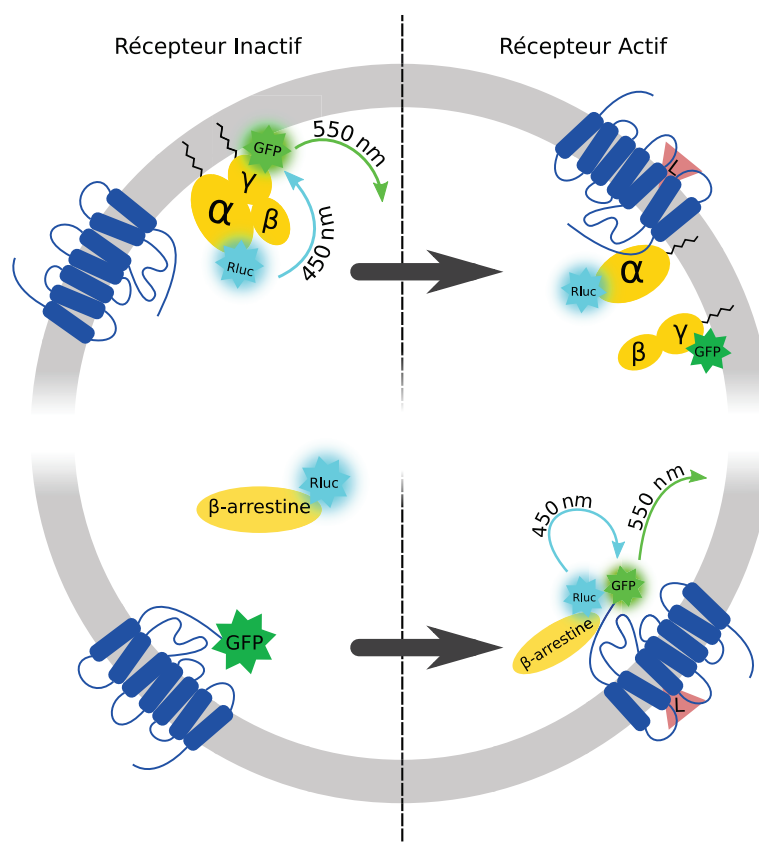 Récepteur Inactif
Récepteur Actif
GFP
550 nm
γ
α
β
Rluc
450 nm
L
α
Rluc
γ
β
GFP
Rluc
β-arrestine
GFP
450 nm
550 nm
Rluc
GFP
β-arrestine
L